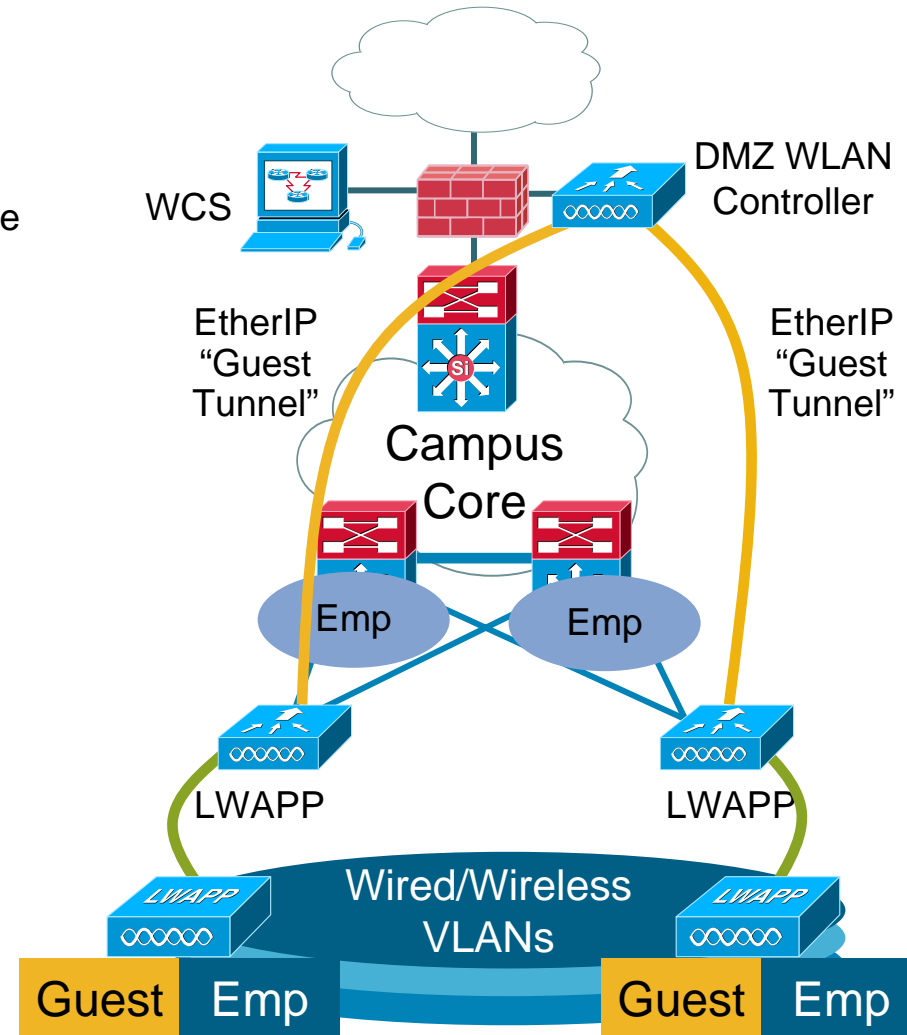 DMZ WLAN
Controller
WCS
e
EtherIP
“Guest
Tunnel”
EtherIP
“Guest
Tunnel”
Si
Campus
Core
Emp
Emp
LWAPP
LWAPP
Wired/Wireless
VLANs
LWAPP
LWAPP
Guest
Emp
Guest
Emp